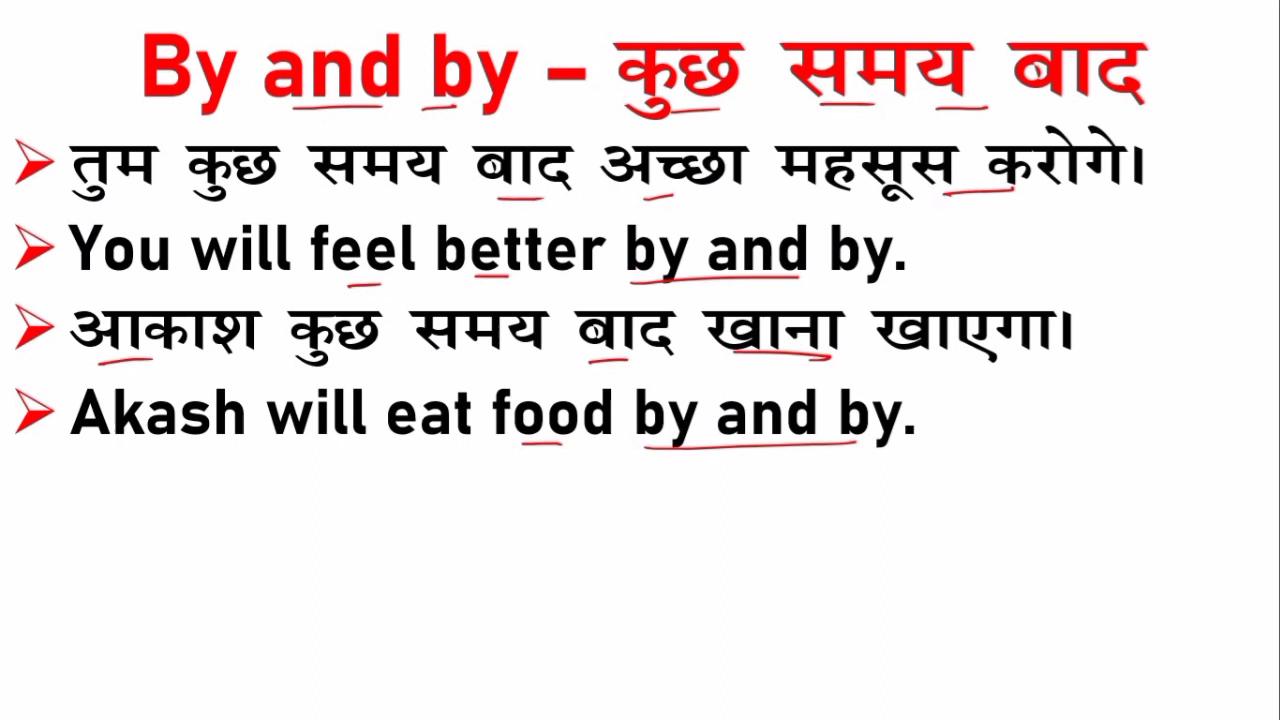 By and by – कुछ समय बाद
तुम कुछ समय बाद अच्छा महसूस करोगे।
You will feel better by and by.
आकाश कुछ समय बाद खाना खाएगा।
Akash will eat food by and by.